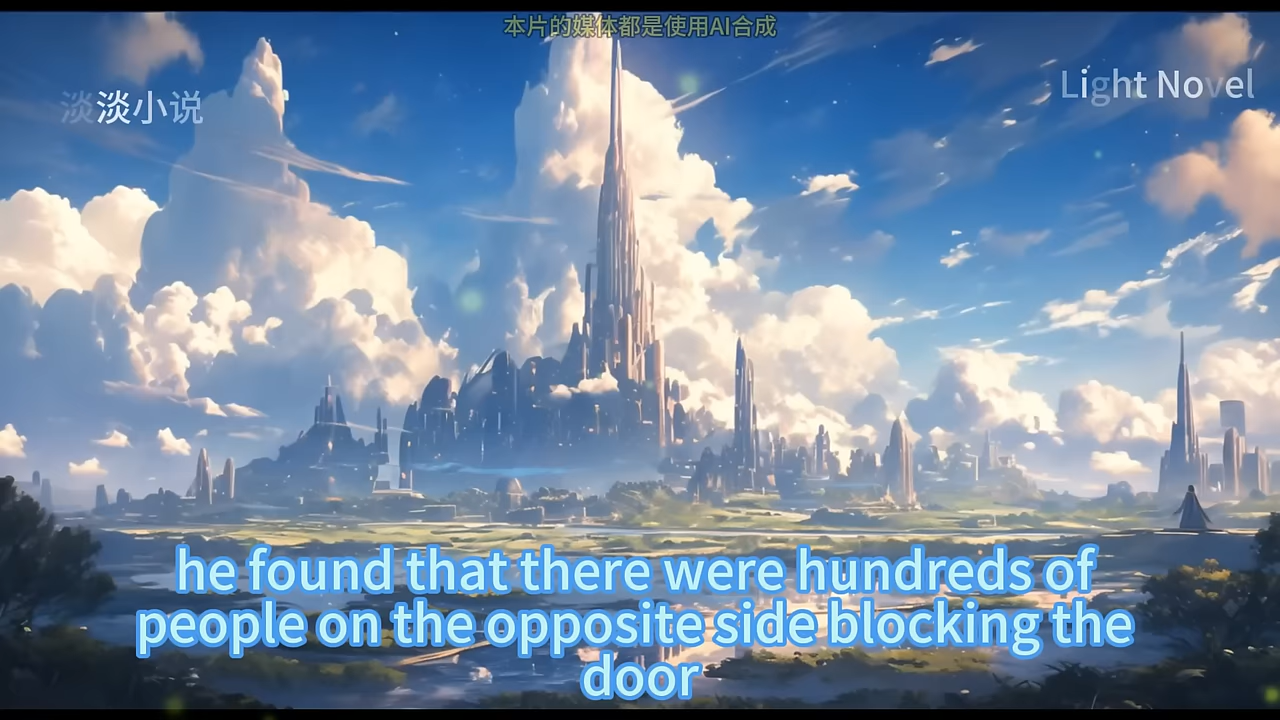 本片的媒体都是使用AI合成
淡淡小说
Light Novel
he found that there were hundreds of
people on the opposite side blocking the
door